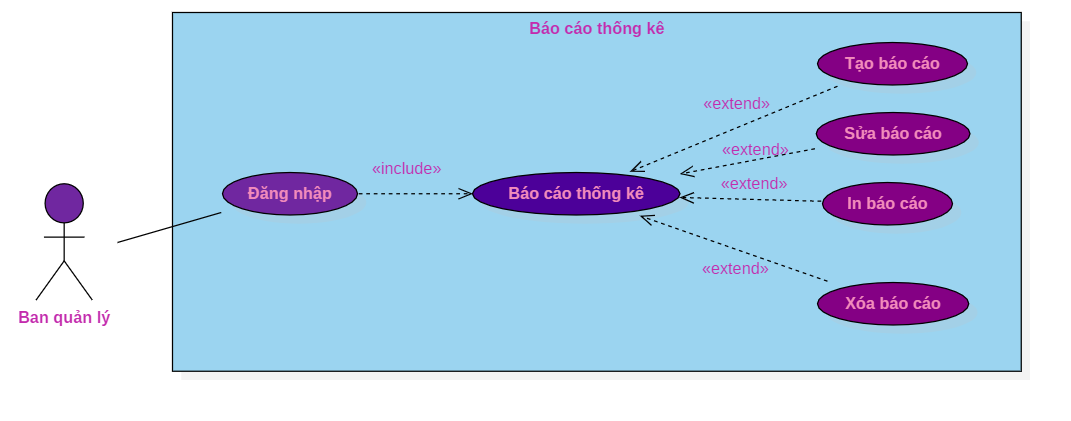 Báo cáo thống kê
Tạo báo cáo
«extend»
Sửa báo cáo
«extend»
«include»
«extend»
Đăng nhập
Báo cáo thống kê
In báo cáo
«extend»
Xóa báo cáo
Ban quản lý